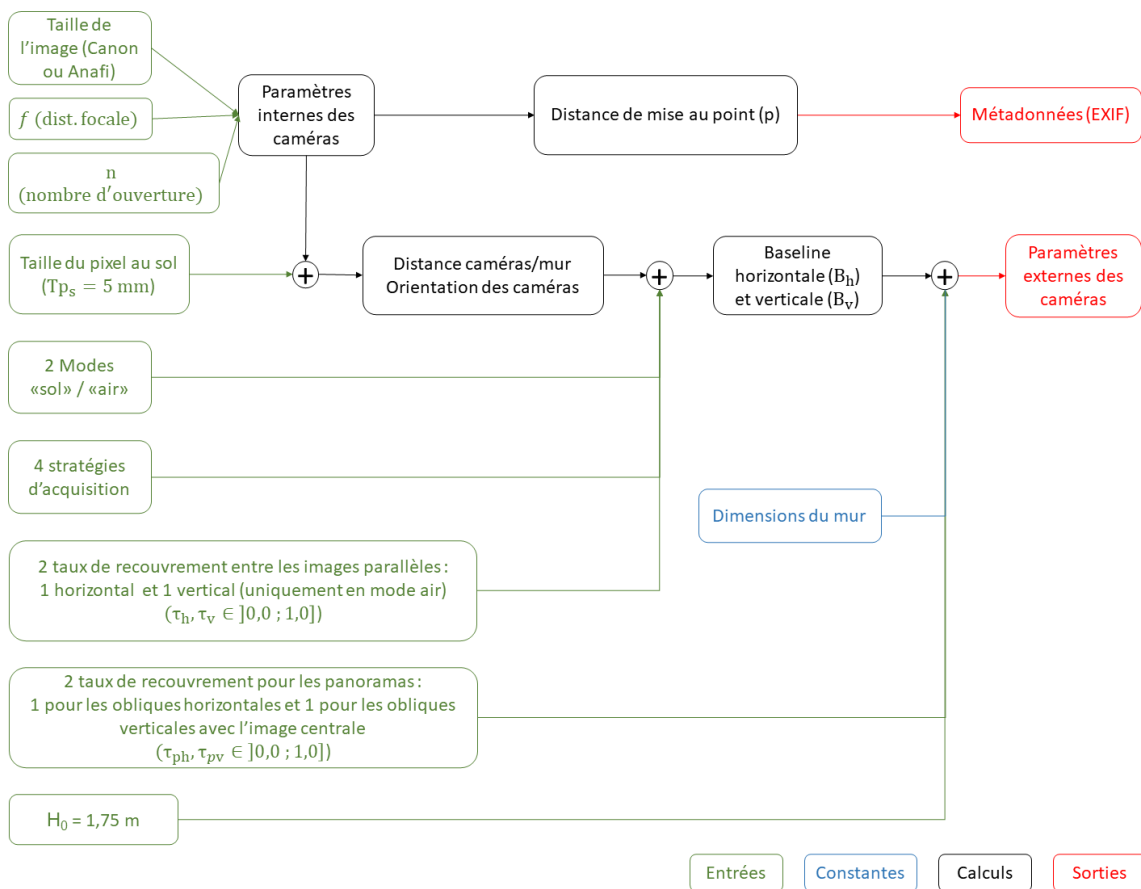 Taille de
l'image (Canon
ou Anafi)
f (dist. focale)
n
(nombre d′ouverture)
Paramètres
internes des
caméras
Distance de mise au point (p)
Métadonnées (EXIF)
Taille du pixel au sol
(Tpₛ = 5 mm)
+
Distance caméras/mur
Orientation des caméras
+
Baseline
horizontale (Bₕ)
et verticale (Bᵥ)
+
Paramètres
externes des
caméras
2 Modes
«sol» / «air»
4 stratégies
d'acquisition
Dimensions du mur
2 taux de recouvrement entre les images parallèles :
1 horizontal et 1 vertical (uniquement en mode air)
(τₕ, τᵥ ∈ ]0,0 ; 1,0])
2 taux de recouvrement pour les panoramas :
1 pour les obliques horizontales et 1 pour les obliques
verticales avec l'image centrale
(τₚₕ, τₚᵥ ∈ ]0,0 ; 1,0])
H₀ = 1,75 m
Entrées
Constantes
Calculs
Sorties